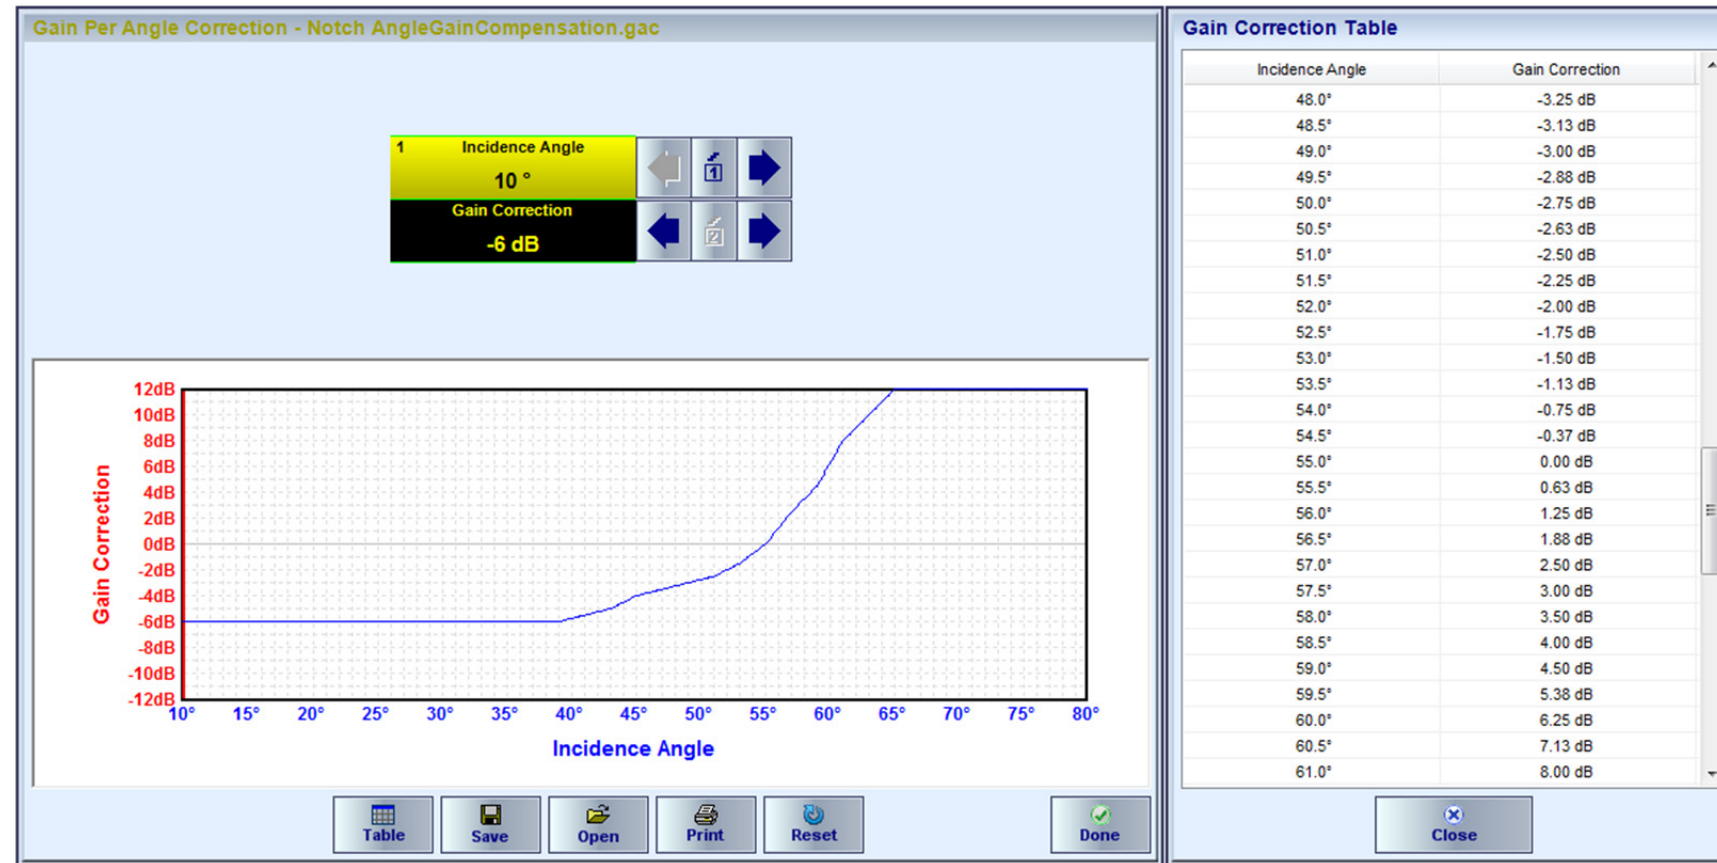 Gain Per Angle Correction - Notch AngleGainCompensation.gac
1 Incidence Angle
10 °
1
Gain Correction
-6 dB
2
12dB
10dB
8dB
6dB
4dB
2dB
0dB
-2dB
-4dB
-6dB
-8dB
-10dB
-12dB
Gain Correction
10° 15° 20° 25° 30° 35° 40° 45° 50° 55° 60° 65° 70° 75° 80°
Incidence Angle
Table Save Open Print Reset Done
Gain Correction Table
Incidence Angle Gain Correction
48.0° -3.25 dB
48.5° -3.13 dB
49.0° -3.00 dB
49.5° -2.88 dB
50.0° -2.75 dB
50.5° -2.63 dB
51.0° -2.50 dB
51.5° -2.25 dB
52.0° -2.00 dB
52.5° -1.75 dB
53.0° -1.50 dB
53.5° -1.13 dB
54.0° -0.75 dB
54.5° -0.37 dB
55.0° 0.00 dB
55.5° 0.63 dB
56.0° 1.25 dB
56.5° 1.88 dB
57.0° 2.50 dB
57.5° 3.00 dB
58.0° 3.50 dB
58.5° 4.00 dB
59.0° 4.50 dB
59.5° 5.38 dB
60.0° 6.25 dB
60.5° 7.13 dB
61.0° 8.00 dB
Close